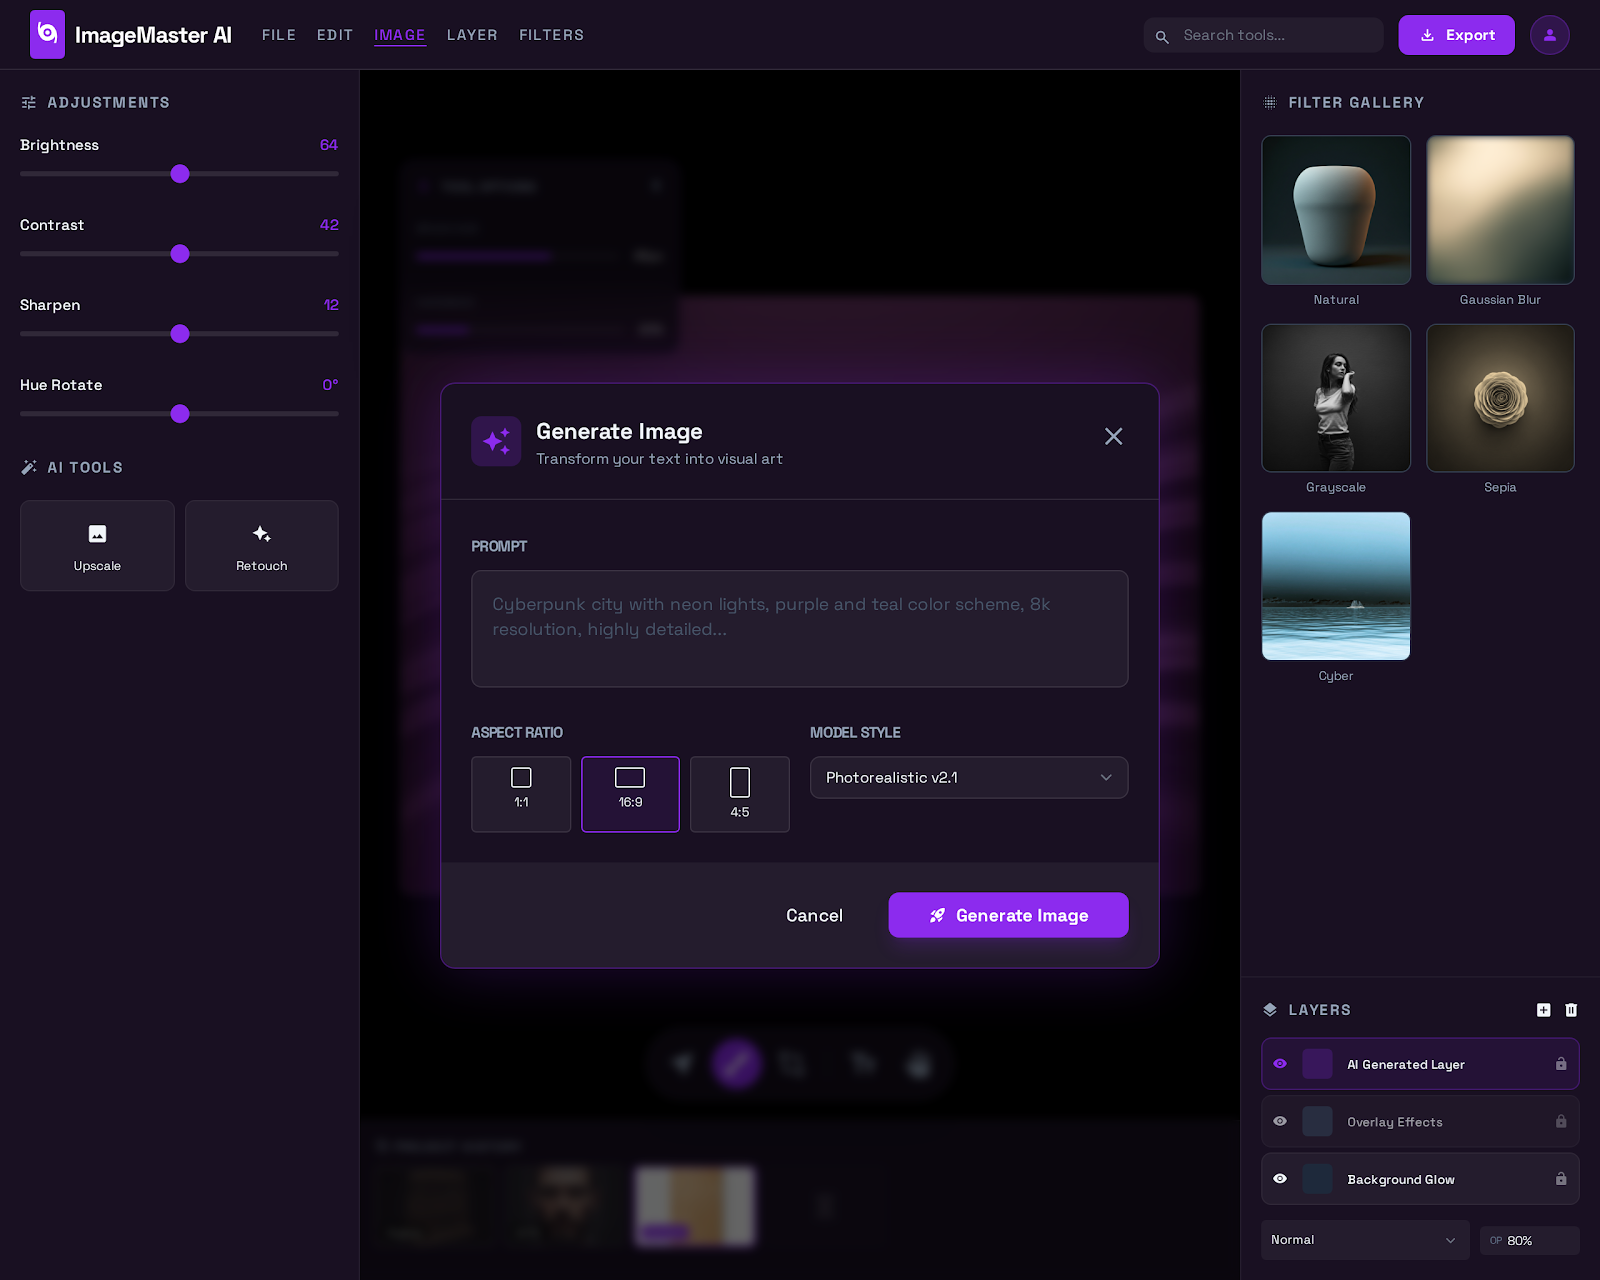 ImageMaster AI
FILE
EDIT
IMAGE
LAYER
FILTERS
Search tools...
Export
ADJUSTMENTS
Brightness
64
Contrast
42
Sharpen
12
Hue Rotate
0°
AI TOOLS
Upscale
Retouch
Generate Image
Transform your text into visual art
PROMPT
Cyberpunk city with neon lights, purple and teal color scheme, 8k
resolution, highly detailed...
ASPECT RATIO
1:1
16:9
4:5
MODEL STYLE
Photorealistic v2.1
Cancel
Generate Image
FILTER GALLERY
Natural
Gaussian Blur
Grayscale
Sepia
Cyber
LAYERS
AI Generated Layer
Overlay Effects
Background Glow
Normal
OP 80%